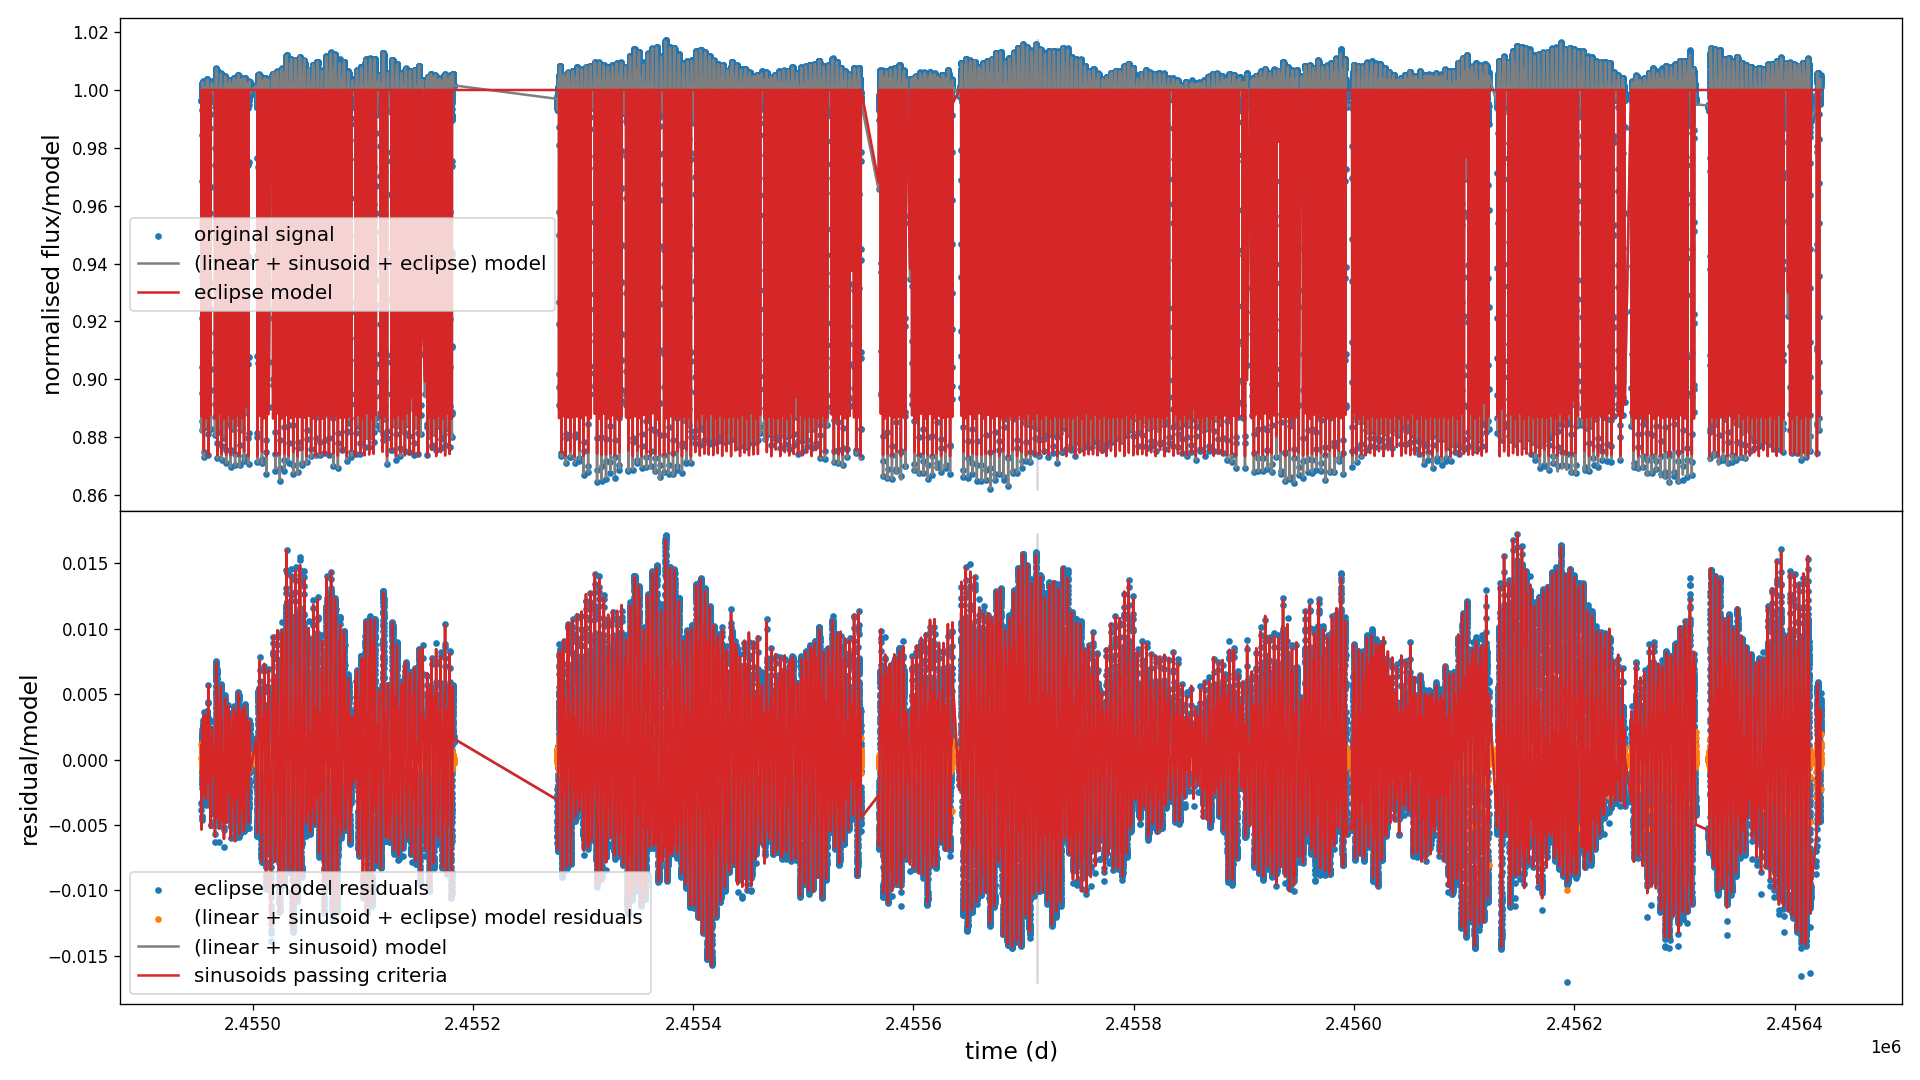 1.02
1.00
0.98
0.96
0.94
0.92
0.90
0.88
0.86
normalised flux/model
original signal
(linear + sinusoid + eclipse) model
eclipse model
0.015
0.010
0.005
0.000
−0.005
−0.010
−0.015
residual/model
eclipse model residuals
(linear + sinusoid + eclipse) model residuals
(linear + sinusoid) model
sinusoids passing criteria
2.4550 2.4552 2.4554 2.4556 2.4558 2.4560 2.4562 2.4564
time (d)
1e6